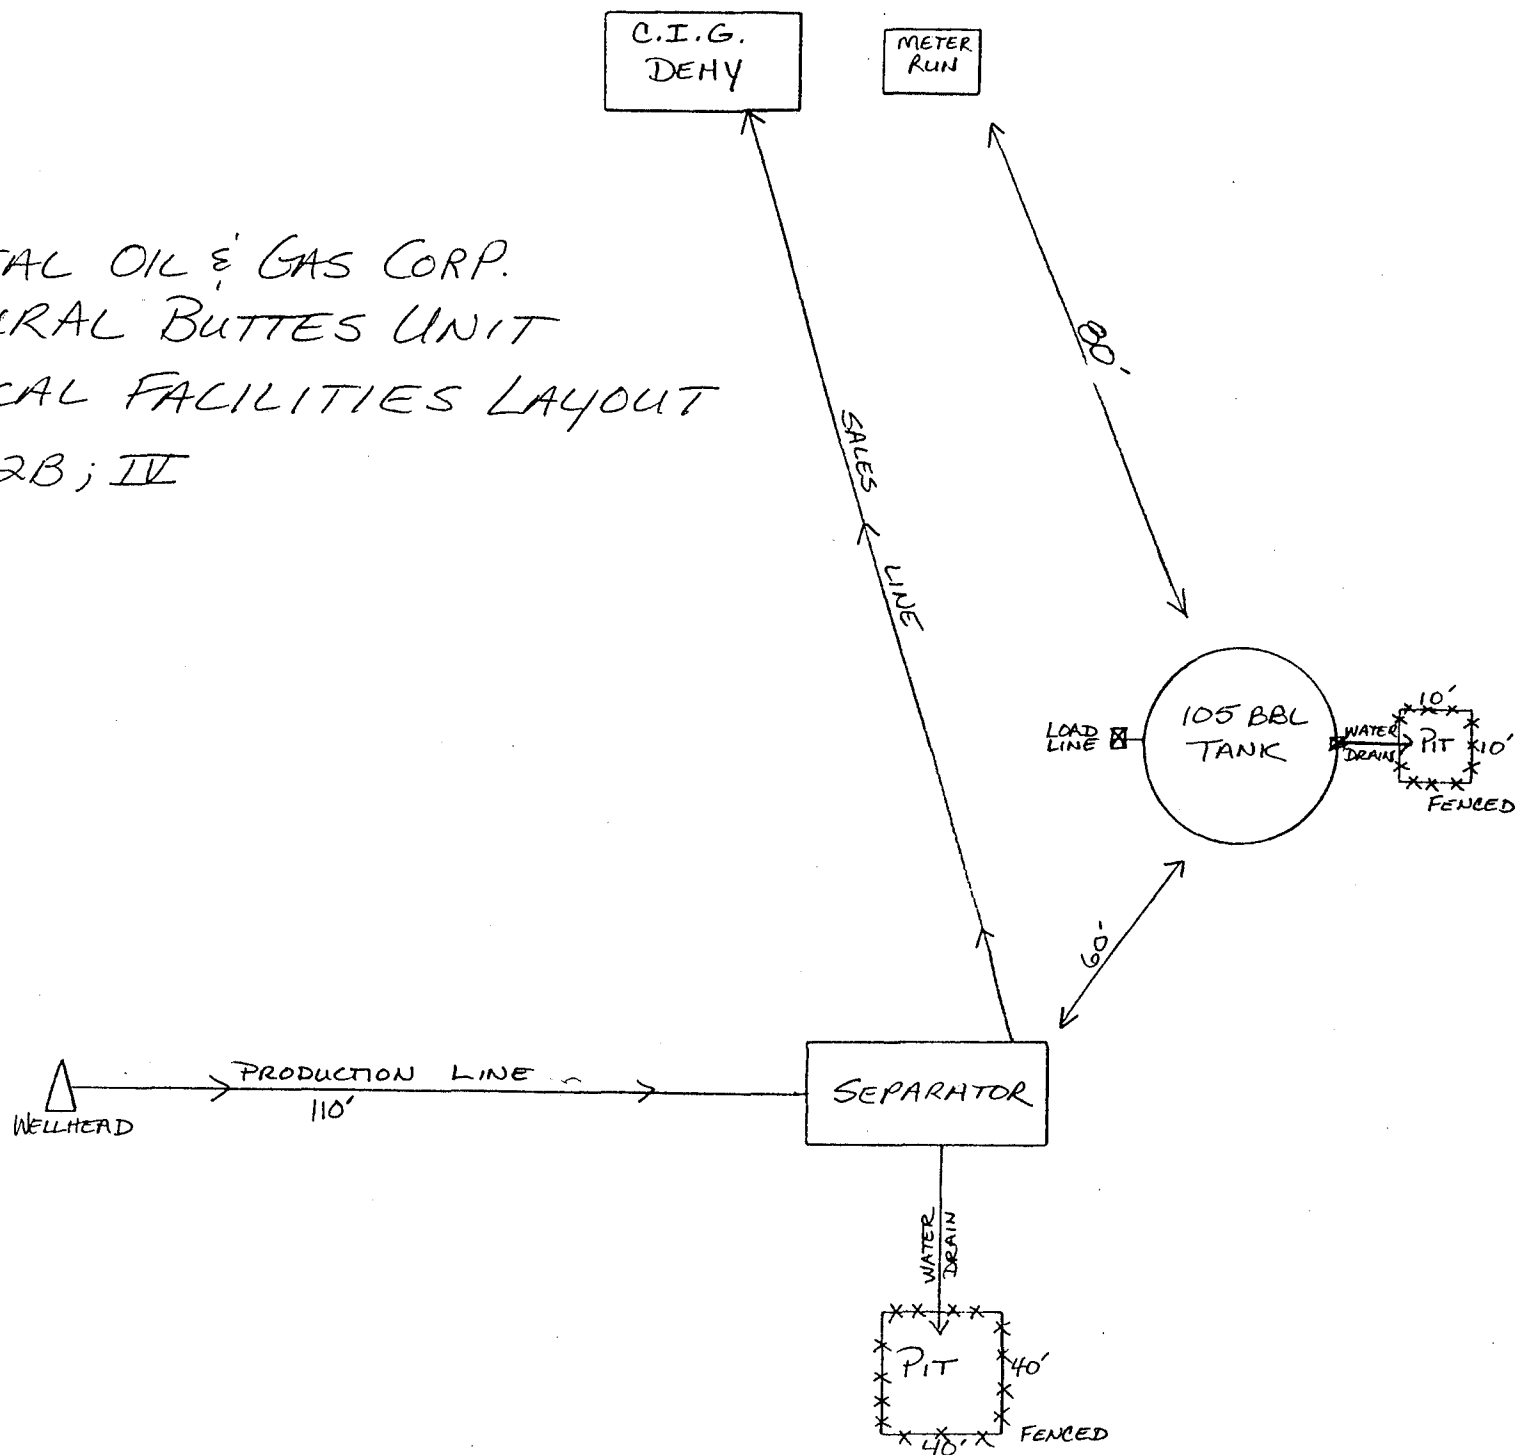 C.I.G.
DEHY
METER
RUN
TAL OIL & GAS CORP.
URAL BUTTES UNIT
CAL FACILITIES LAYOUT
2B; IV
80'
SALES LINE
LOAD
LINE
105 BBL
TANK
WATER
DRAIN
10'
PIT
10'
FENCED
60'
PRODUCTION LINE
110'
WELLHEAD
SEPARATOR
WATER
DRAIN
PIT
40'
40'
FENCED